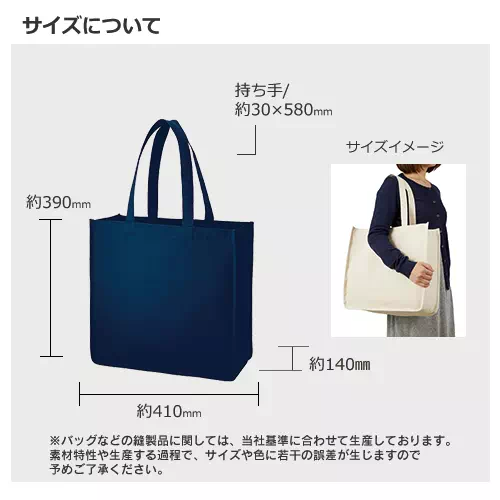 サイズについて
持ち手/
約30×580mm
サイズイメージ
約390mm
約140㎜
約410mm
※バッグなどの縫製品に関しては、当社基準に合わせて生産しております。
素材特性や生産する過程で、サイズや色に若干の誤差が生じますので
予めご了承ください。